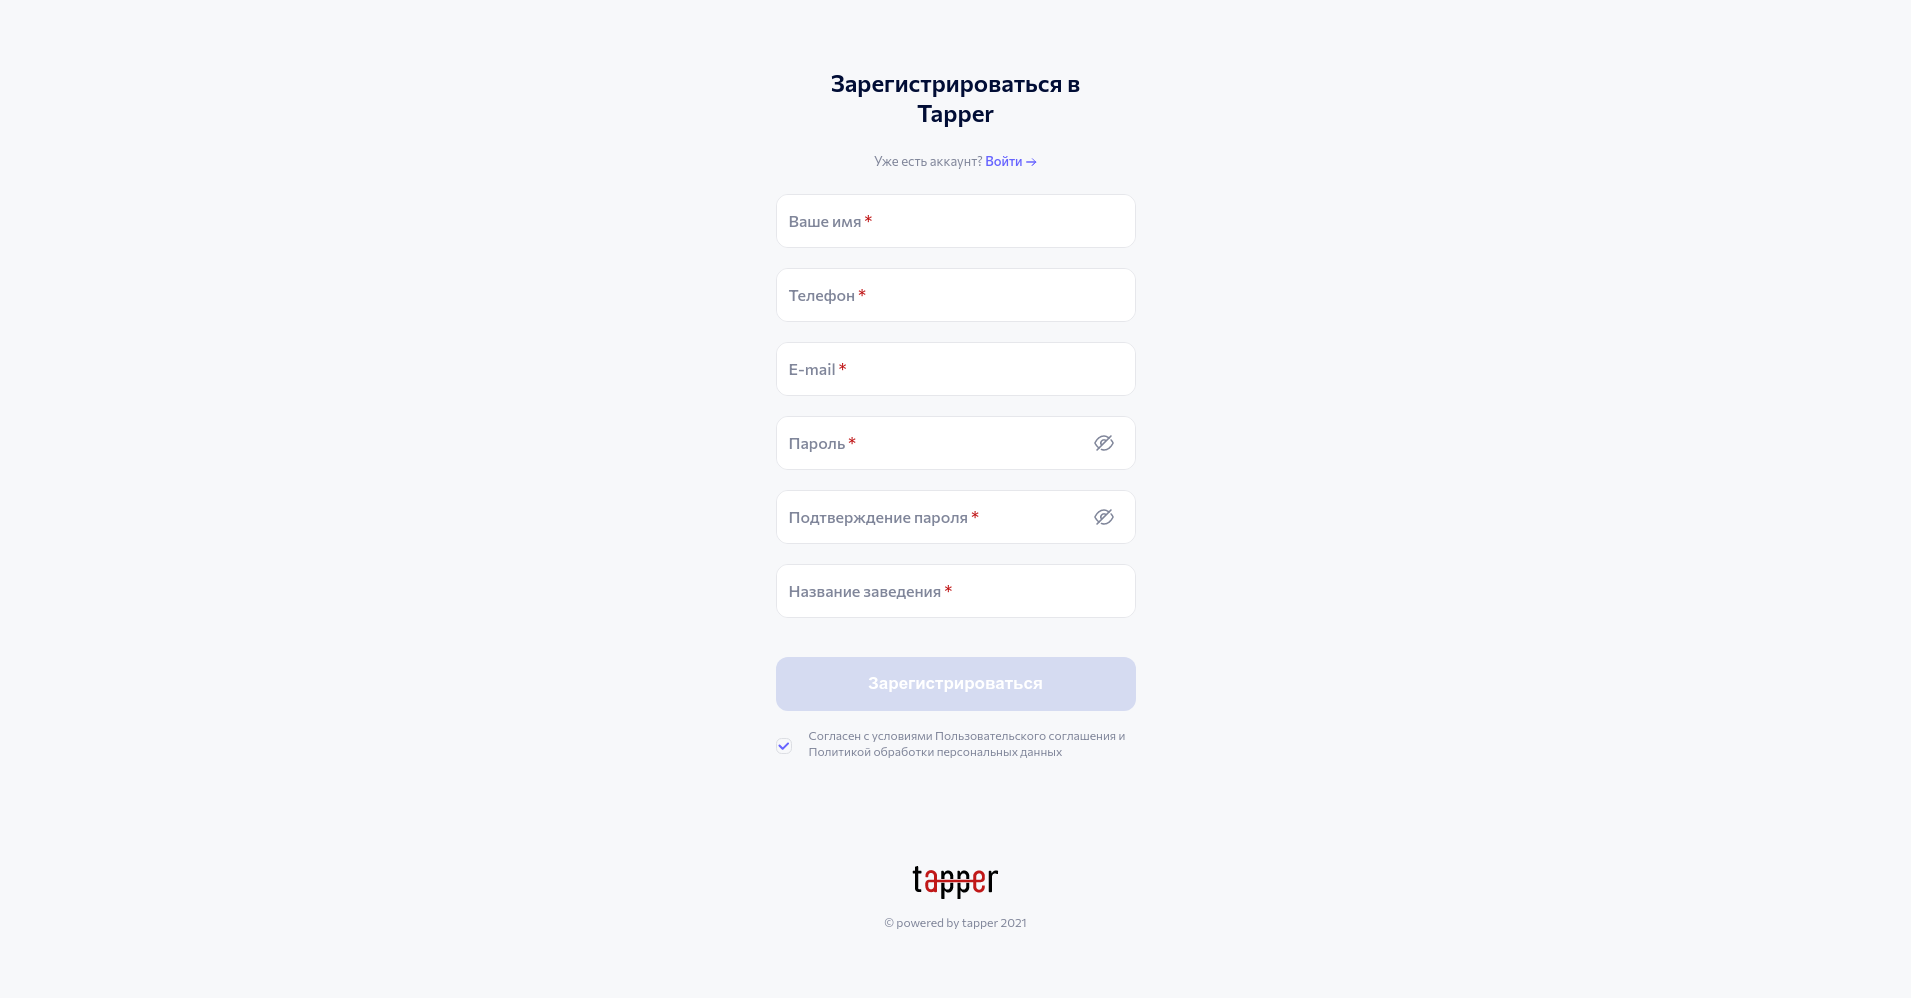 Зарегистрироваться в
Tapper
Уже есть аккаунт? Войти →
Ваше имя *
Телефон *
E-mail *
Пароль *
Подтверждение пароля *
Название заведения *
Зарегистрироваться
Согласен с условиями Пользовательского соглашения и
Политикой обработки персональных данных
tapper
© powered by tapper 2021